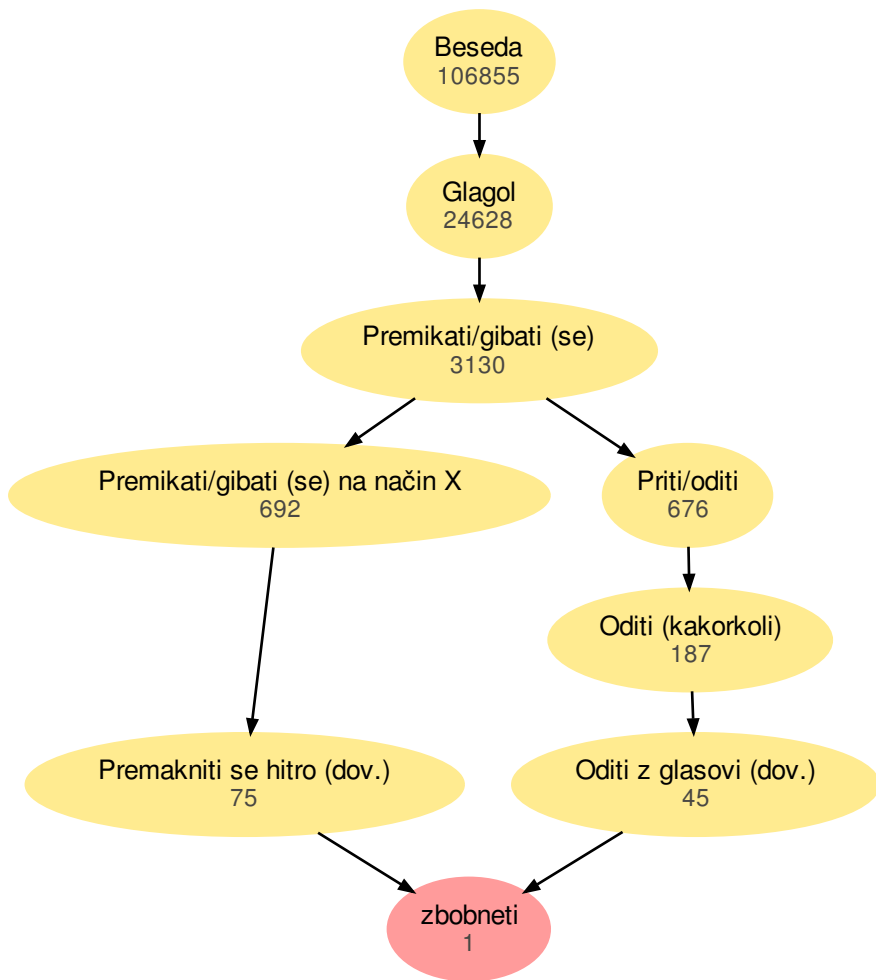 Beseda
106855
Glagol
24628
Premikati/gibati (se)
3130
Premikati/gibati (se) na način X
692
Priti/oditi
676
Oditi (kakorkoli)
187
Premakniti se hitro (dov.)
75
Oditi z glasovi (dov.)
45
zbobneti
1